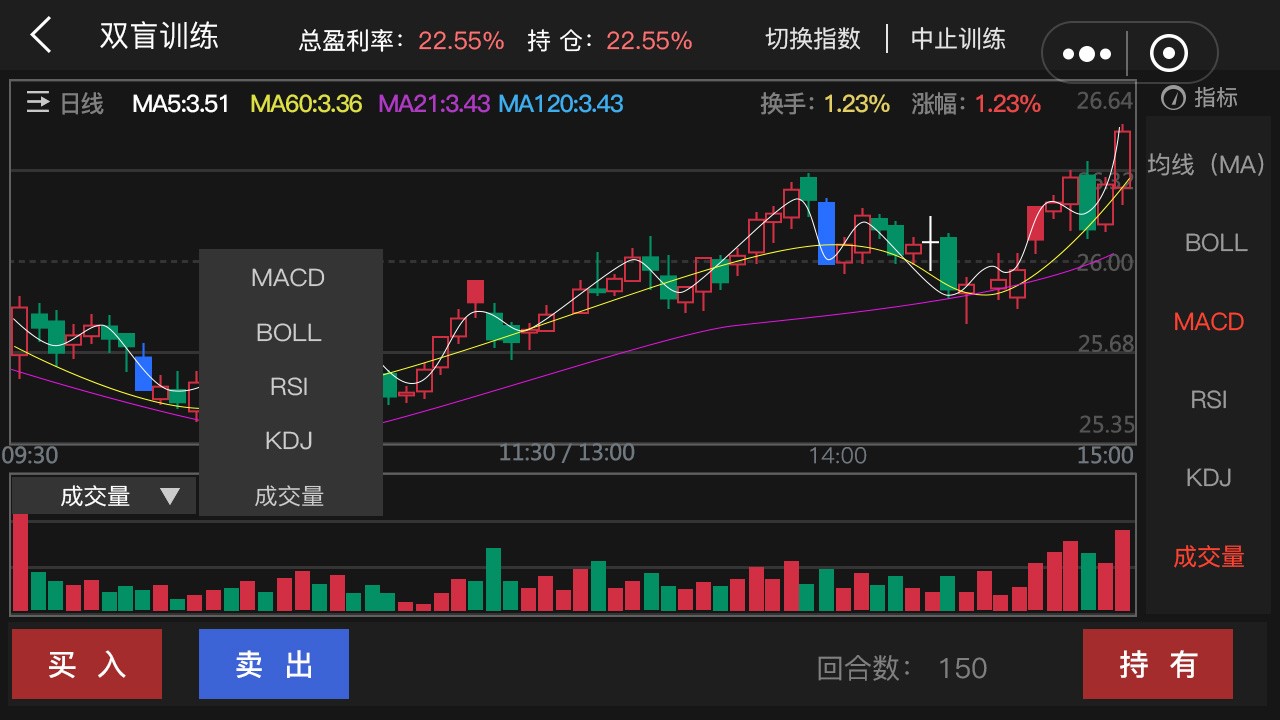 双盲训练 总盈利率：22.55% 持 仓：22.55% 切换指数 中止训练
日线 MA5:3.51 MA60:3.36 MA21:3.43 MA120:3.43 换手：1.23% 涨幅：1.23% 26.64
指标
均线（MA）
BOLL
MACD
RSI
KDJ
成交量
26.32
26.00
25.68
25.35
MACD
BOLL
RSI
KDJ
成交量
09:30 11:30 / 13:00 14:00 15:00
成交量 ▼
买 入 卖 出 回合数： 150 持 有